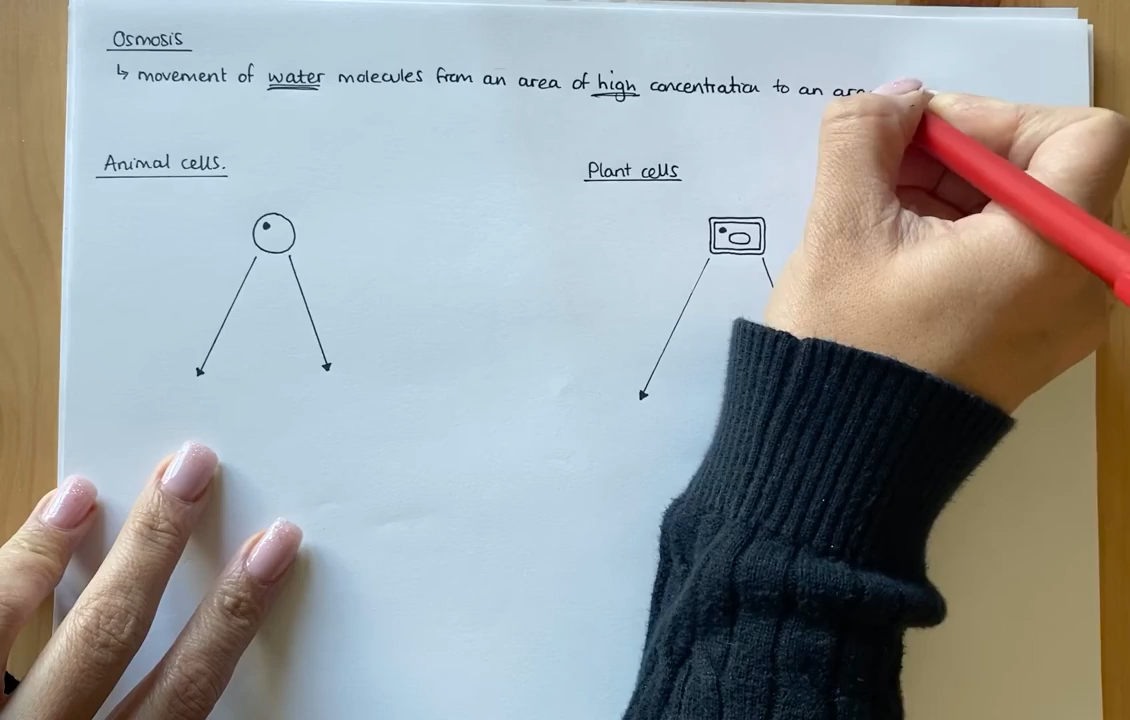 Osmosis
↳ movement of water molecules from an area of high concentration to an
Animal cells.
Plant cells